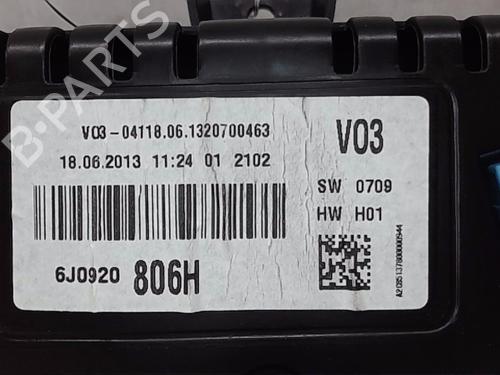 B-PARTS
V03-04118.06.1320700463
18.06.2013 11:24 01 2102
V03
SW 0709
HW H01
6J0920 806H
A2C85137800000944